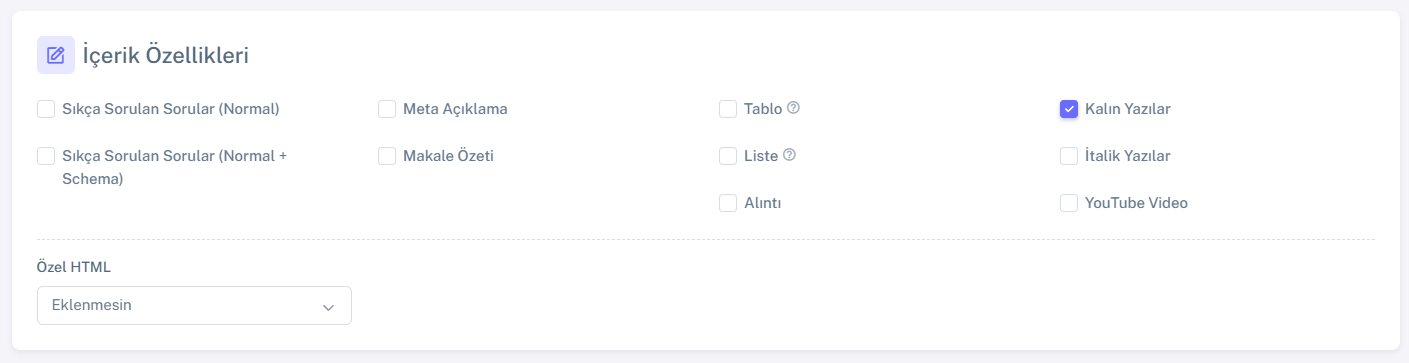 İçerik Özellikleri
Sıkça Sorulan Sorular (Normal)
Meta Açıklama
Tablo
Kalın Yazılar
Sıkça Sorulan Sorular (Normal +
Schema)
Makale Özeti
Liste
İtalik Yazılar
Alıntı
YouTube Video
Özel HTML
Eklenmesin